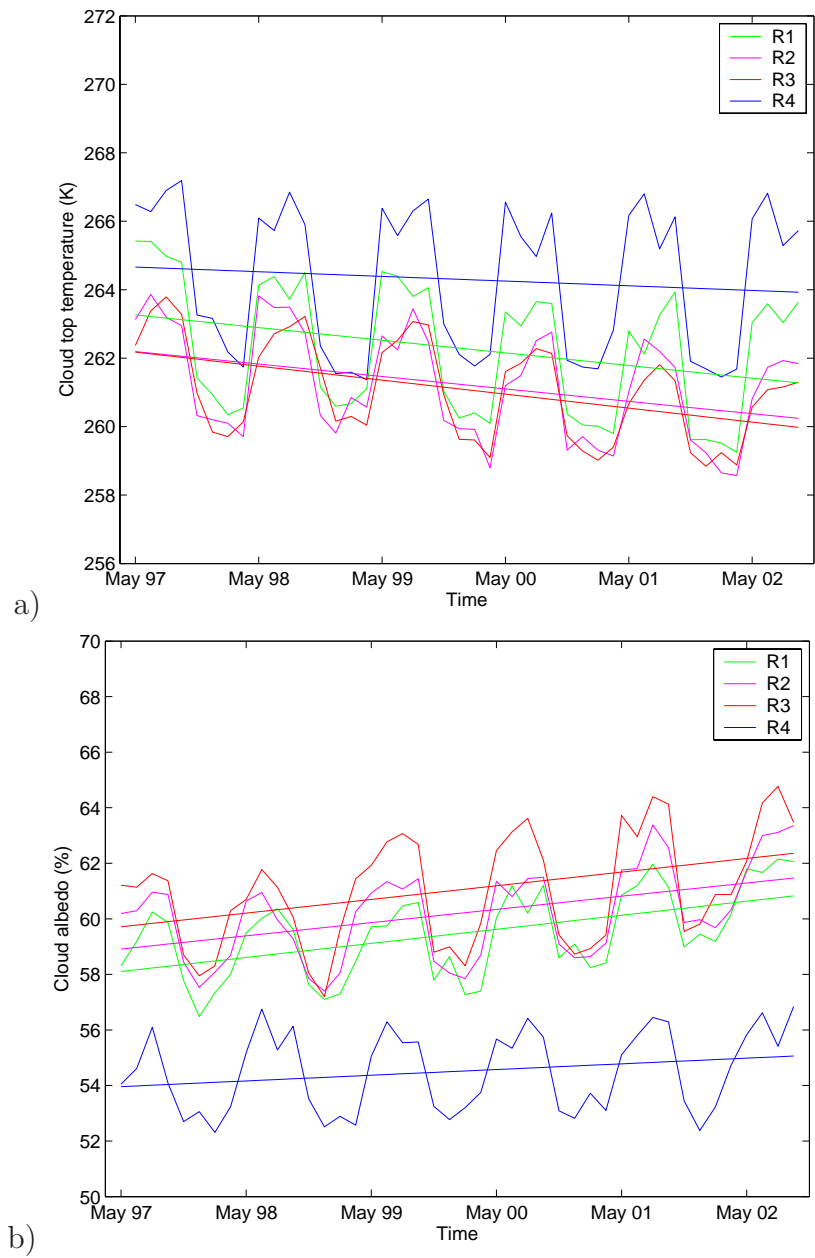 272
270
268
266
264
262
260
258
256
Cloud top temperature (K)
R1
R2
R3
R4
May 97 May 98 May 99 May 00 May 01 May 02
Time
a)
70
68
66
64
62
60
58
56
54
52
50
Cloud albedo (%)
R1
R2
R3
R4
May 97 May 98 May 99 May 00 May 01 May 02
Time
b)